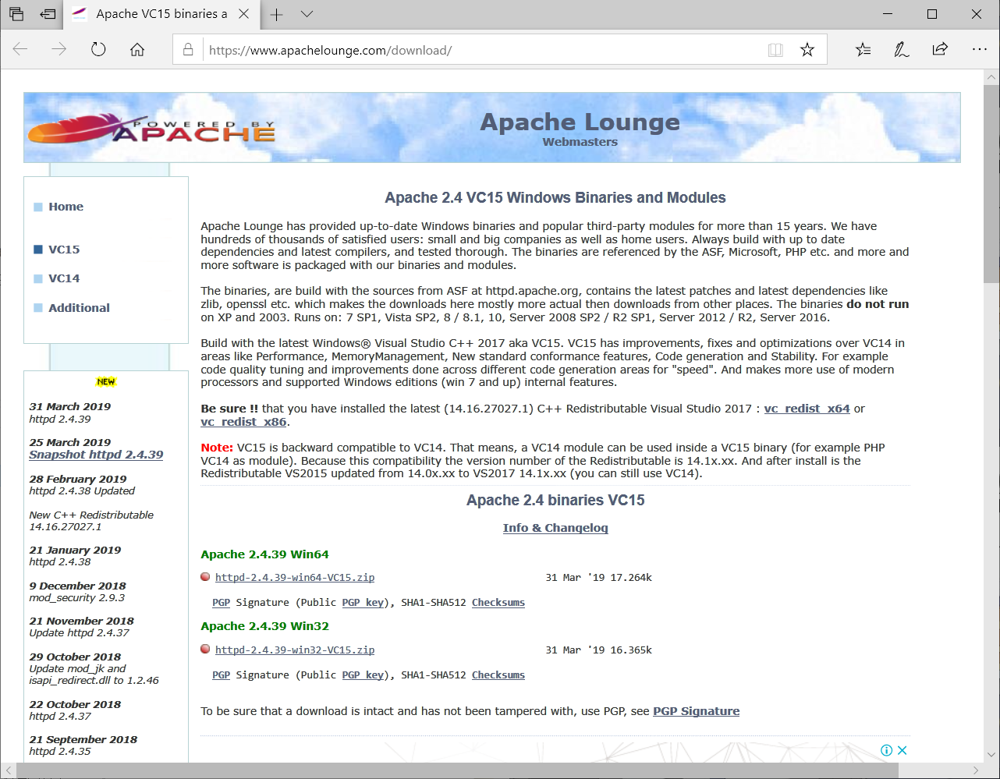 Apache VC15 binaries a
https://www.apachelounge.com/download/
POWERED BY
APACHE
Apache Lounge
Webmasters
Home
VC15
VC14
Additional
NEW
31 March 2019
httpd 2.4.39
25 March 2019
Snapshot httpd 2.4.39
28 February 2019
httpd 2.4.38 Updated
New C++ Redistributable
14.16.27027.1
21 January 2019
httpd 2.4.38
9 December 2018
mod_security 2.9.3
21 November 2018
Update httpd 2.4.37
29 October 2018
Update mod_jk and
isapi_redirect.dll to 1.2.46
22 October 2018
httpd 2.4.37
21 September 2018
httpd 2.4.35
Apache 2.4 VC15 Windows Binaries and Modules
Apache Lounge has provided up-to-date Windows binaries and popular third-party modules for more than 15 years. We have
hundreds of thousands of satisfied users: small and big companies as well as home users. Always build with up to date
dependencies and latest compilers, and tested thorough. The binaries are referenced by the ASF, Microsoft, PHP etc. and more and
more software is packaged with our binaries and modules.
The binaries, are build with the sources from ASF at httpd.apache.org, contains the latest patches and latest dependencies like
zlib, openssl etc. which makes the downloads here mostly more actual then downloads from other places. The binaries do not run
on XP and 2003. Runs on: 7 SP1, Vista SP2, 8 / 8.1, 10, Server 2008 SP2 / R2 SP1, Server 2012 / R2, Server 2016.
Build with the latest Windows® Visual Studio C++ 2017 aka VC15. VC15 has improvements, fixes and optimizations over VC14 in
areas like Performance, MemoryManagement, New standard conformance features, Code generation and Stability. For example
code quality tuning and improvements done across different code generation areas for "speed". And makes more use of modern
processors and supported Windows editions (win 7 and up) internal features.
Be sure !! that you have installed the latest (14.16.27027.1) C++ Redistributable Visual Studio 2017 : vc_redist_x64 or
vc_redist_x86.
Note: VC15 is backward compatible to VC14. That means, a VC14 module can be used inside a VC15 binary (for example PHP
VC14 as module). Because this compatibility the version number of the Redistributable is 14.1x.xx. And after install is the
Redistributable VS2015 updated from 14.0x.xx to VS2017 14.1x.xx (you can still use VC14).
Apache 2.4 binaries VC15
Info & Changelog
Apache 2.4.39 Win64
httpd-2.4.39-win64-VC15.zip 31 Mar '19 17.264k
PGP Signature (Public PGP key), SHA1-SHA512 Checksums
Apache 2.4.39 Win32
httpd-2.4.39-win32-VC15.zip 31 Mar '19 16.365k
PGP Signature (Public PGP key), SHA1-SHA512 Checksums
To be sure that a download is intact and has not been tampered with, use PGP, see PGP Signature